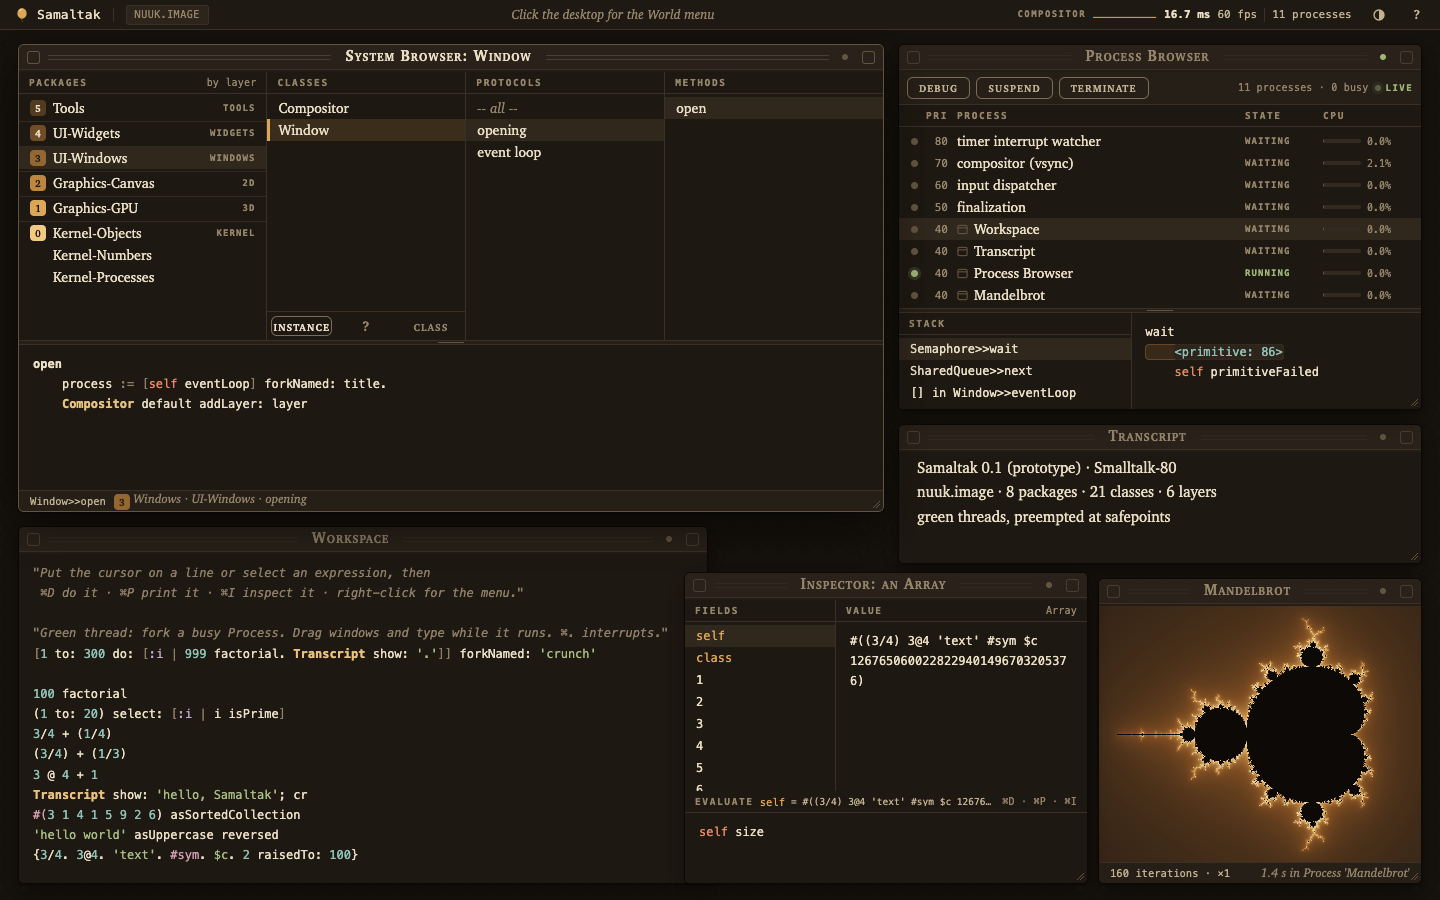 Samaltak NUUK.IMAGE Click the desktop for the World menu COMPOSITOR 16.7 ms 60 fps 11 processes ?
System Browser: Window
PACKAGES by layer CLASSES PROTOCOLS METHODS
5 Tools TOOLS
4 UI-Widgets WIDGETS
3 UI-Windows WINDOWS
2 Graphics-Canvas 2D
1 Graphics-GPU 3D
0 Kernel-Objects KERNEL
Kernel-Numbers
Kernel-Processes
Compositor
Window
INSTANCE ? CLASS
-- all --
opening
event loop
open
open
process := [self eventLoop] forkNamed: title.
Compositor default addLayer: layer
Window>>open 3 Windows · UI-Windows · opening
Process Browser
DEBUG SUSPEND TERMINATE 11 processes · 0 busy LIVE
PRI PROCESS STATE CPU
80 timer interrupt watcher WAITING 0.0%
70 compositor (vsync) WAITING 2.1%
60 input dispatcher WAITING 0.0%
50 finalization WAITING 0.0%
40 Workspace WAITING 0.0%
40 Transcript WAITING 0.0%
40 Process Browser RUNNING 0.0%
40 Mandelbrot WAITING 0.0%
STACK
Semaphore>>wait
SharedQueue>>next
[] in Window>>eventLoop
wait
<primitive: 86>
self primitiveFailed
Transcript
Samaltak 0.1 (prototype) · Smalltalk-80
nuuk.image · 8 packages · 21 classes · 6 layers
green threads, preempted at safepoints
Workspace
"Put the cursor on a line or select an expression, then
⌘D do it · ⌘P print it · ⌘I inspect it · right-click for the menu."
"Green thread: fork a busy Process. Drag windows and type while it runs. ⌘. interrupts."
[1 to: 300 do: [:i | 999 factorial. Transcript show: '.']] forkNamed: 'crunch'
100 factorial
(1 to: 20) select: [:i | i isPrime]
3/4 + (1/4)
(3/4) + (1/3)
3 @ 4 + 1
Transcript show: 'hello, Samaltak'; cr
#(3 1 4 1 5 9 2 6) asSortedCollection
'hello world' asUppercase reversed
{3/4. 3@4. 'text'. #sym. $c. 2 raisedTo: 100}
Inspector: an Array
FIELDS VALUE Array
self
class
1
2
3
4
5
6
#((3/4) 3@4 'text' #sym $c
126765060022822940149670320537
6)
EVALUATE self = #((3/4) 3@4 'text' #sym $c 12676… ⌘D · ⌘P · ⌘I
self size
Mandelbrot
160 iterations · ×1 1.4 s in Process 'Mandelbrot'